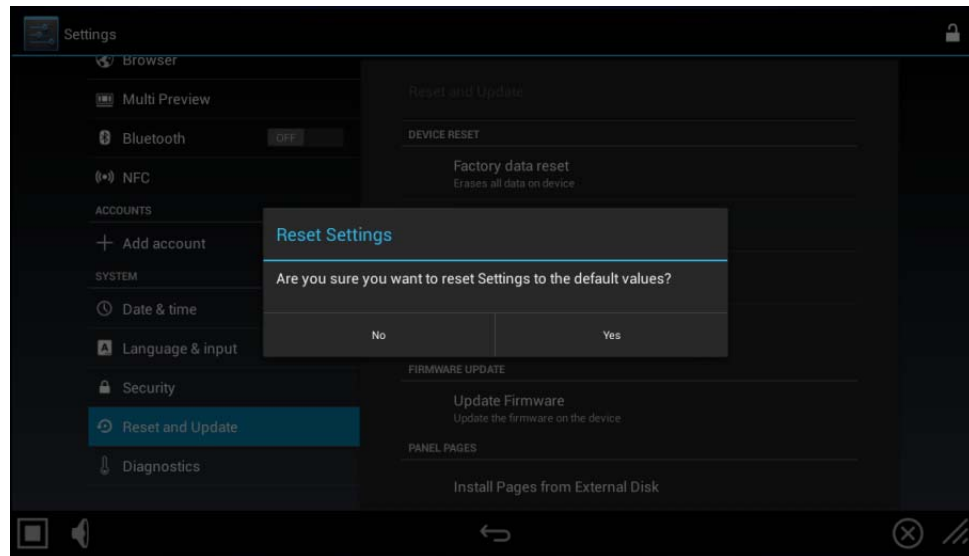 Settings
Browser
Multi Preview
Bluetooth OFF
NFC
ACCOUNTS
Add account
SYSTEM
Date & time
Language & input
Security
Reset and Update
Diagnostics
Reset and Update
DEVICE RESET
Factory data reset
Erases all data on device
Reset Settings
Are you sure you want to reset Settings to the default values?
No Yes
FIRMWARE UPDATE
Update Firmware
Update the firmware on the device
PANEL PAGES
Install Pages from External Disk